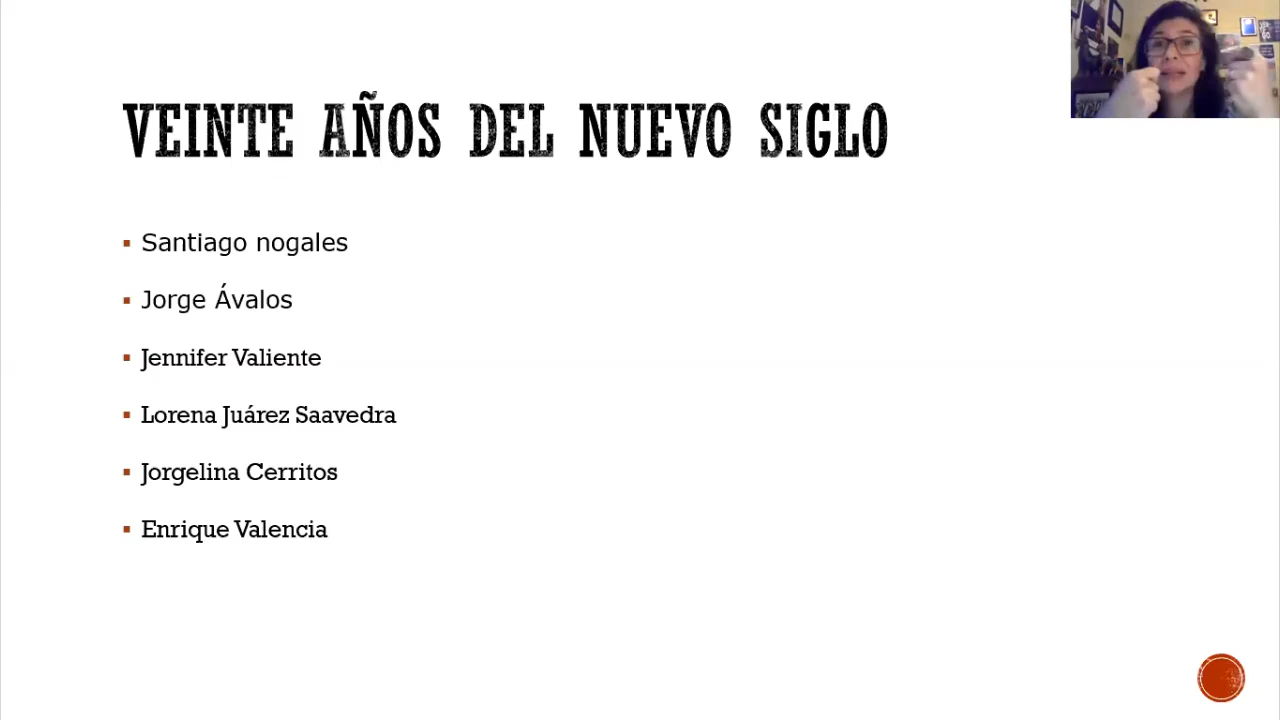 VEINTE AÑOS DEL NUEVO SIGLO
Santiago nogales
Jorge Ávalos
Jennifer Valiente
Lorena Juárez Saavedra
Jorgelina Cerritos
Enrique Valencia